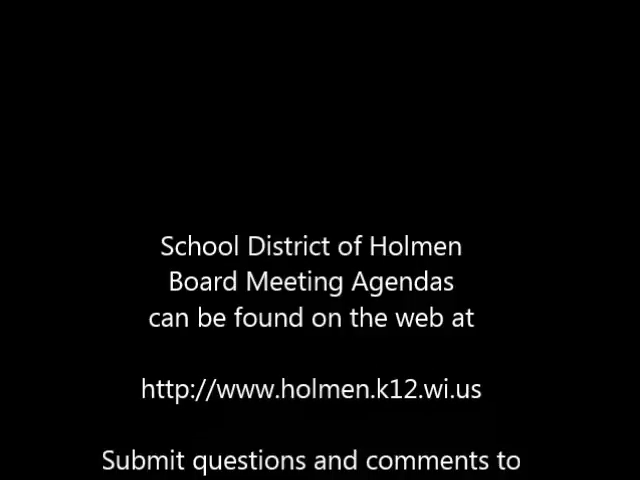 School District of Holmen
Board Meeting Agendas
can be found on the web at
http://www.holmen.k12.wi.us
Submit questions and comments to